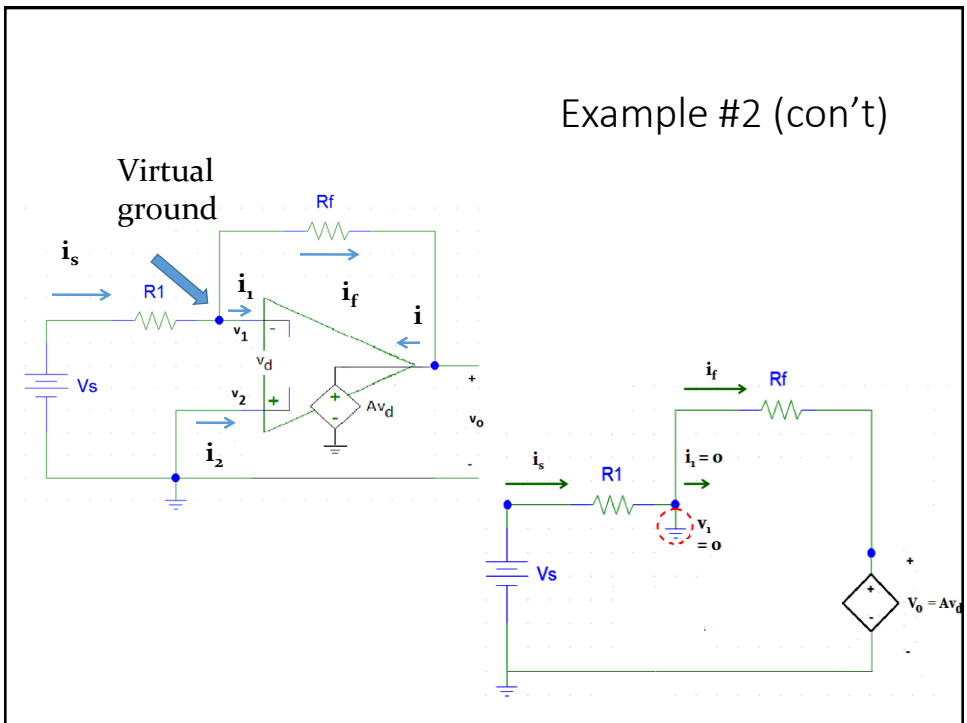 Example #2 (con’t)
Virtual
ground
Rf
is
R1
i1
if
i
v1
-
vd
Vs
v2
+
+
-
Avd
+
vo
-
i2
if
Rf
is
R1
i1 = 0
v1
= 0
Vs
+
+
-
Vo = Avd
-